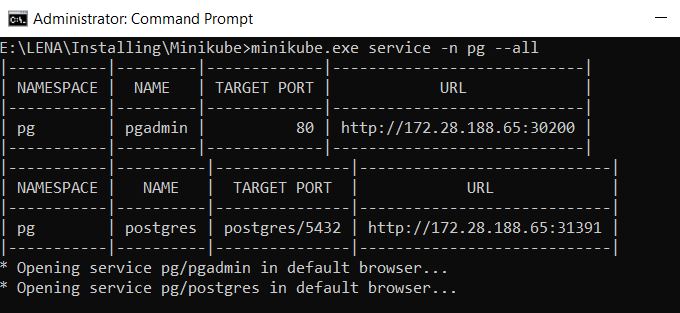 Administrator: Command Prompt
E:\LENA\Installing\Minikube>minikube.exe service -n pg --all
|-----------|---------|-------------|----------------------------|
| NAMESPACE |  NAME   | TARGET PORT |            URL             |
|-----------|---------|-------------|----------------------------|
| pg        | pgadmin |          80 | http://172.28.188.65:30200 |
|-----------|---------|-------------|----------------------------|
|-----------|----------|---------------|----------------------------|
| NAMESPACE |   NAME   |  TARGET PORT  |            URL             |
|-----------|----------|---------------|----------------------------|
| pg        | postgres | postgres/5432 | http://172.28.188.65:31391 |
|-----------|----------|---------------|----------------------------|
* Opening service pg/pgadmin in default browser...
* Opening service pg/postgres in default browser...